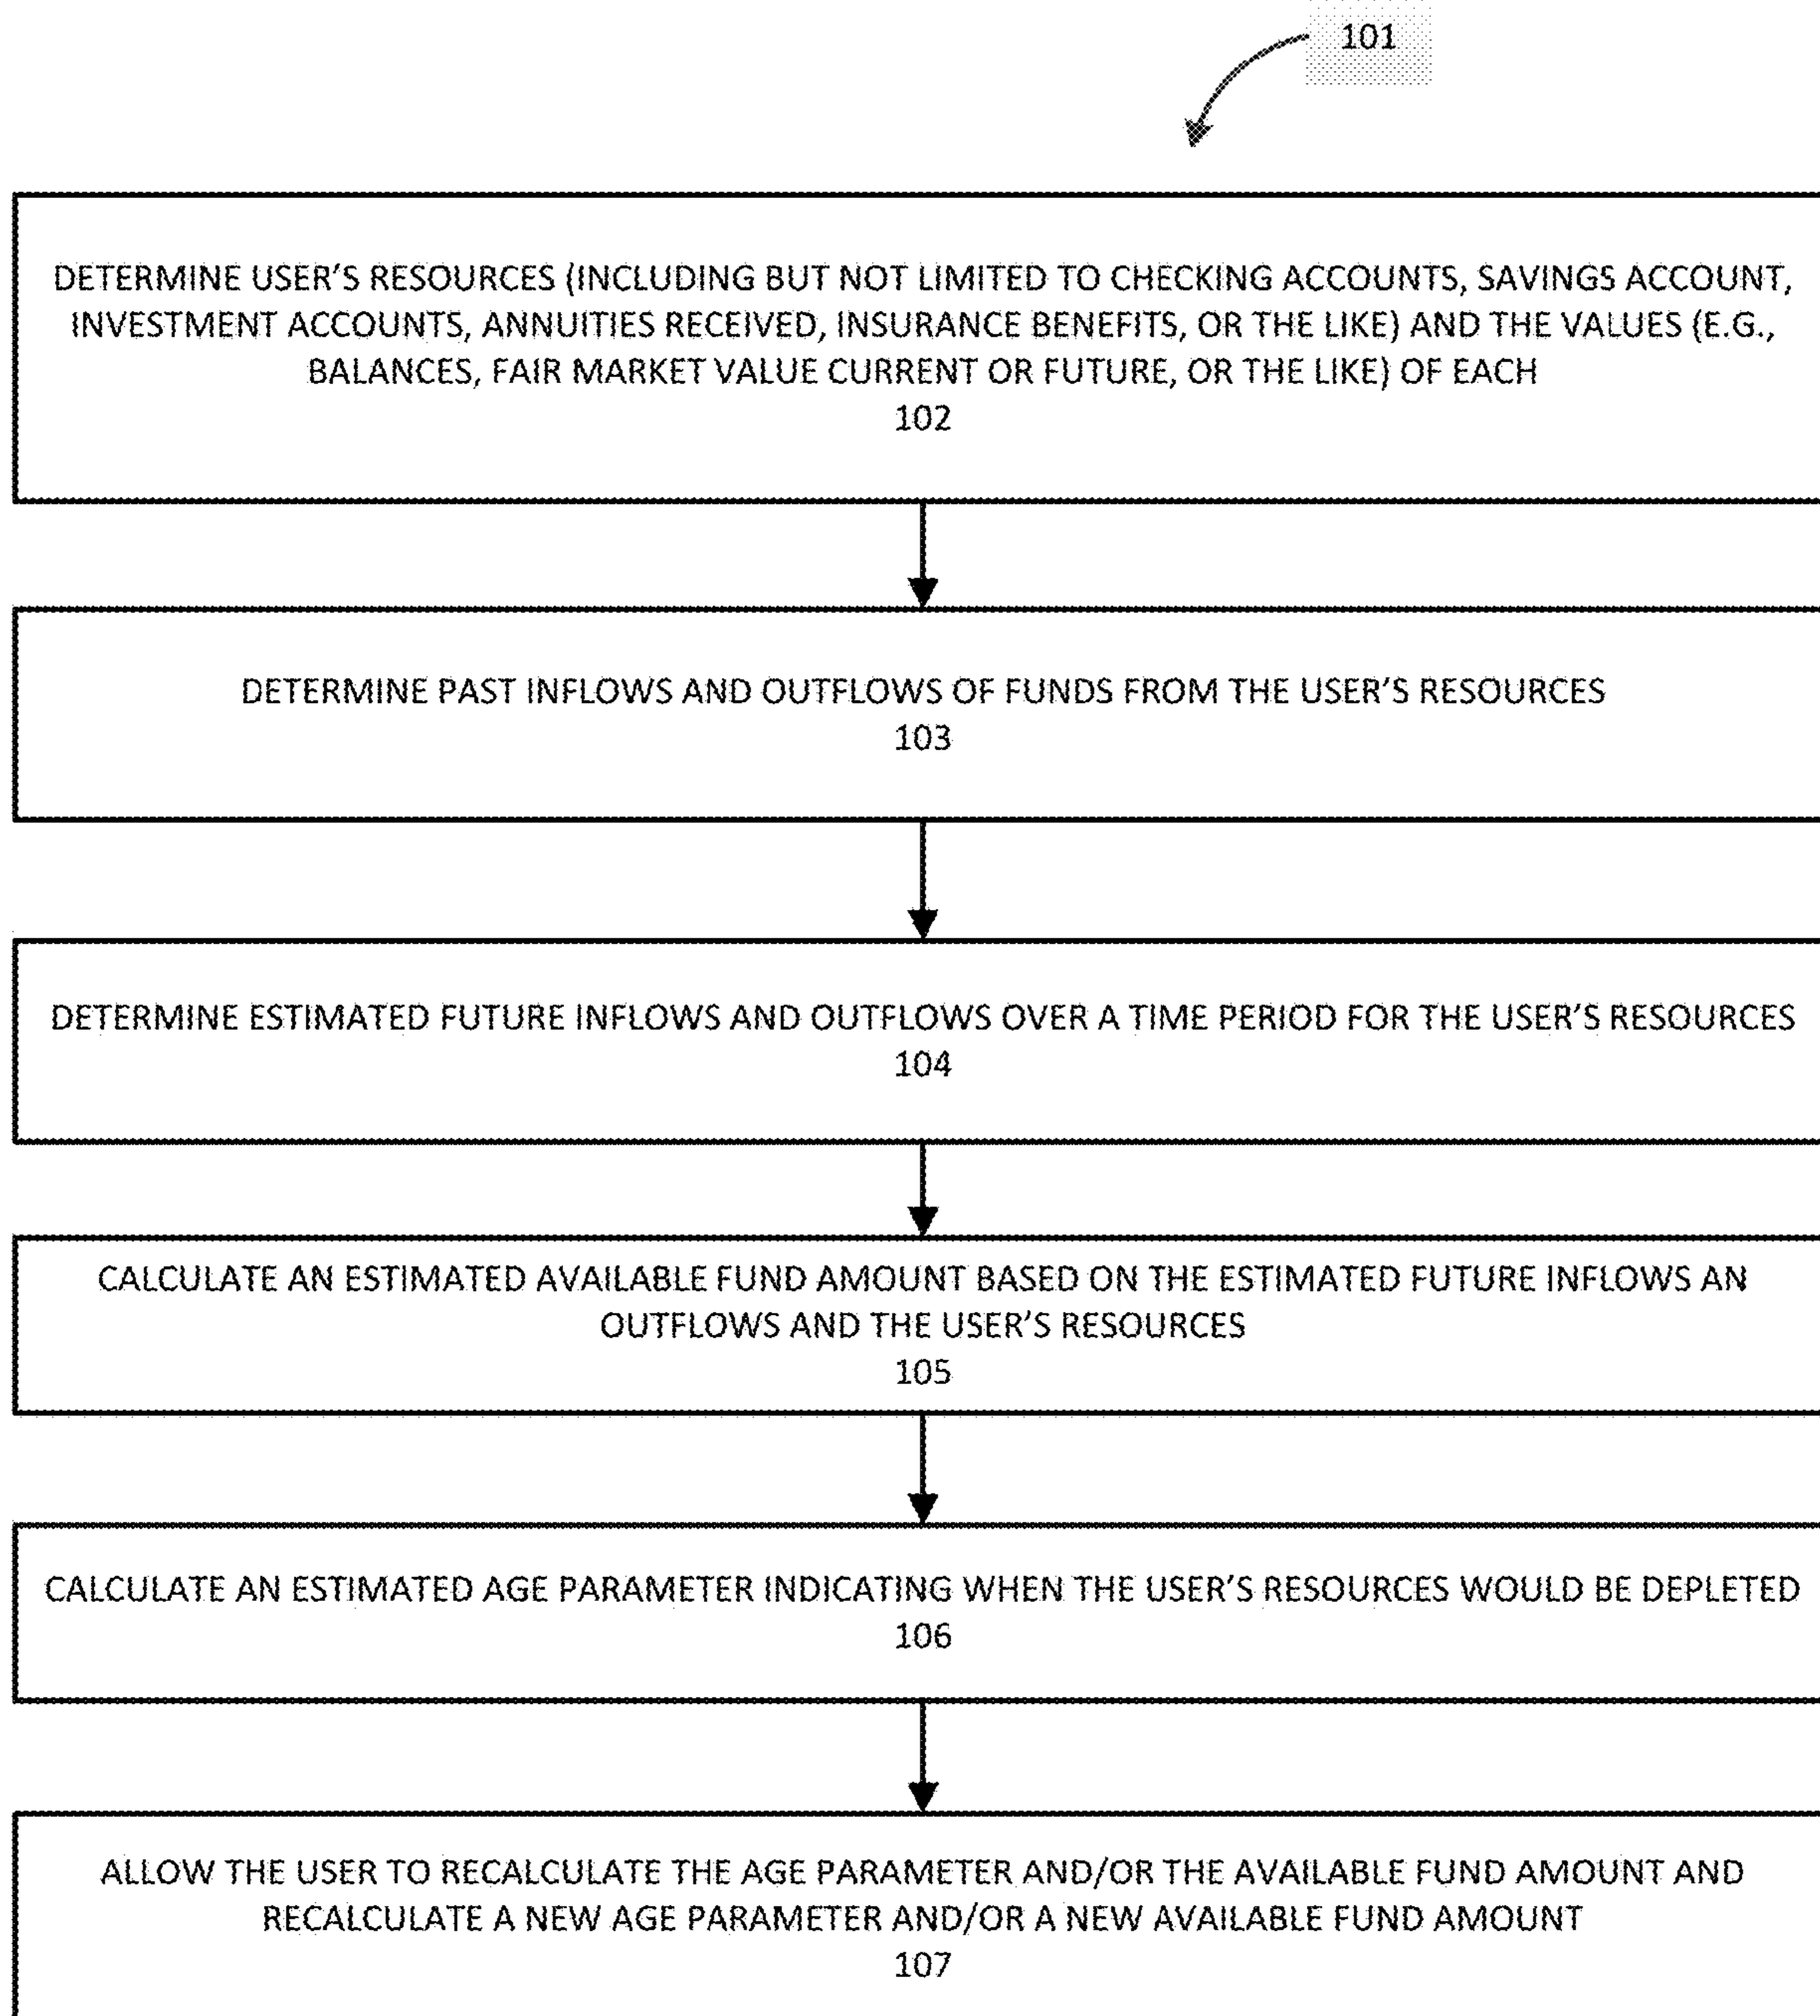 101
DETERMINE USER'S RESOURCES (INCLUDING BUT NOT LIMITED TO CHECKING ACCOUNTS, SAVINGS ACCOUNT,
INVESTMENT ACCOUNTS, ANNUITIES RECEIVED, INSURANCE BENEFITS, OR THE LIKE) AND THE VALUES (E.G.,
BALANCES, FAIR MARKET VALUE CURRENT OR FUTURE, OR THE LIKE) OF EACH
102
DETERMINE PAST INFLOWS AND OUTFLOWS OF FUNDS FROM THE USER'S RESOURCES
103
DETERMINE ESTIMATED FUTURE INFLOWS AND OUTFLOWS OVER A TIME PERIOD FOR THE USER'S RESOURCES
104
CALCULATE AN ESTIMATED AVAILABLE FUND AMOUNT BASED ON THE ESTIMATED FUTURE INFLOWS AN
OUTFLOWS AND THE USER'S RESOURCES
105
CALCULATE AN ESTIMATED AGE PARAMETER INDICATING WHEN THE USER'S RESOURCES WOULD BE DEPLETED
106
ALLOW THE USER TO RECALCULATE THE AGE PARAMETER AND/OR THE AVAILABLE FUND AMOUNT AND
RECALCULATE A NEW AGE PARAMETER AND/OR A NEW AVAILABLE FUND AMOUNT
107